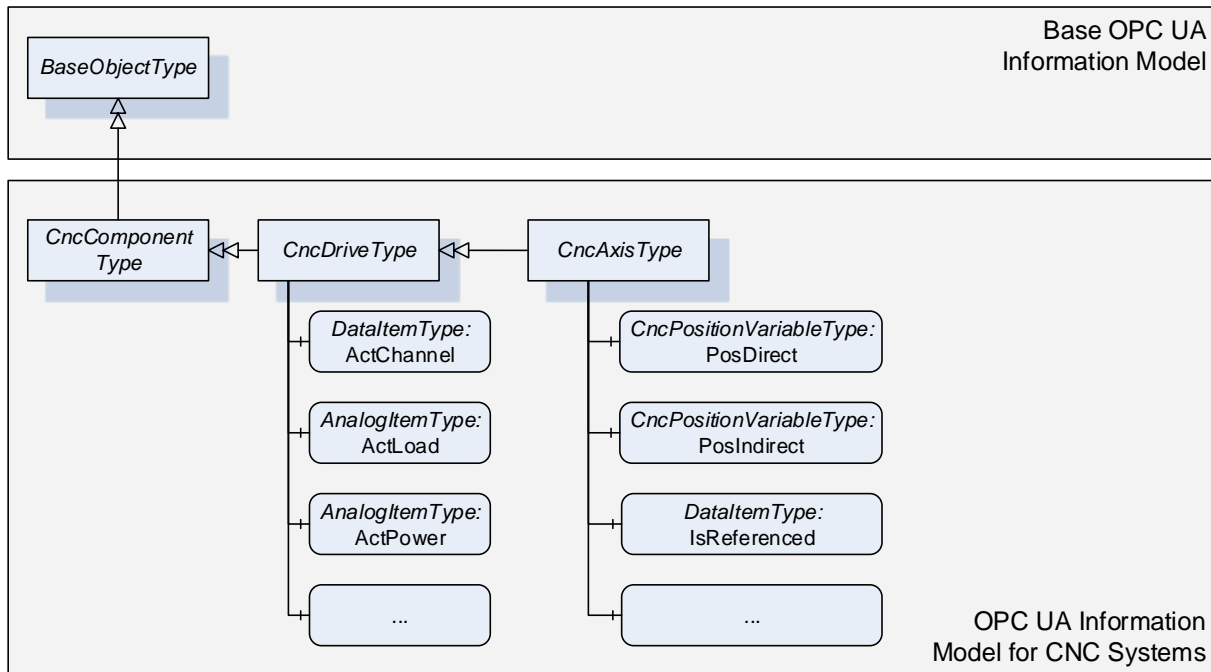 Base OPC UA
Information Model
BaseObjectType
CncComponent
Type
CncDriveType
CncAxisType
DataItemType:
ActChannel
CncPositionVariableType:
PosDirect
AnalogItemType:
ActLoad
CncPositionVariableType:
PosIndirect
AnalogItemType:
ActPower
DataItemType:
IsReferenced
...
...
OPC UA Information
Model for CNC Systems